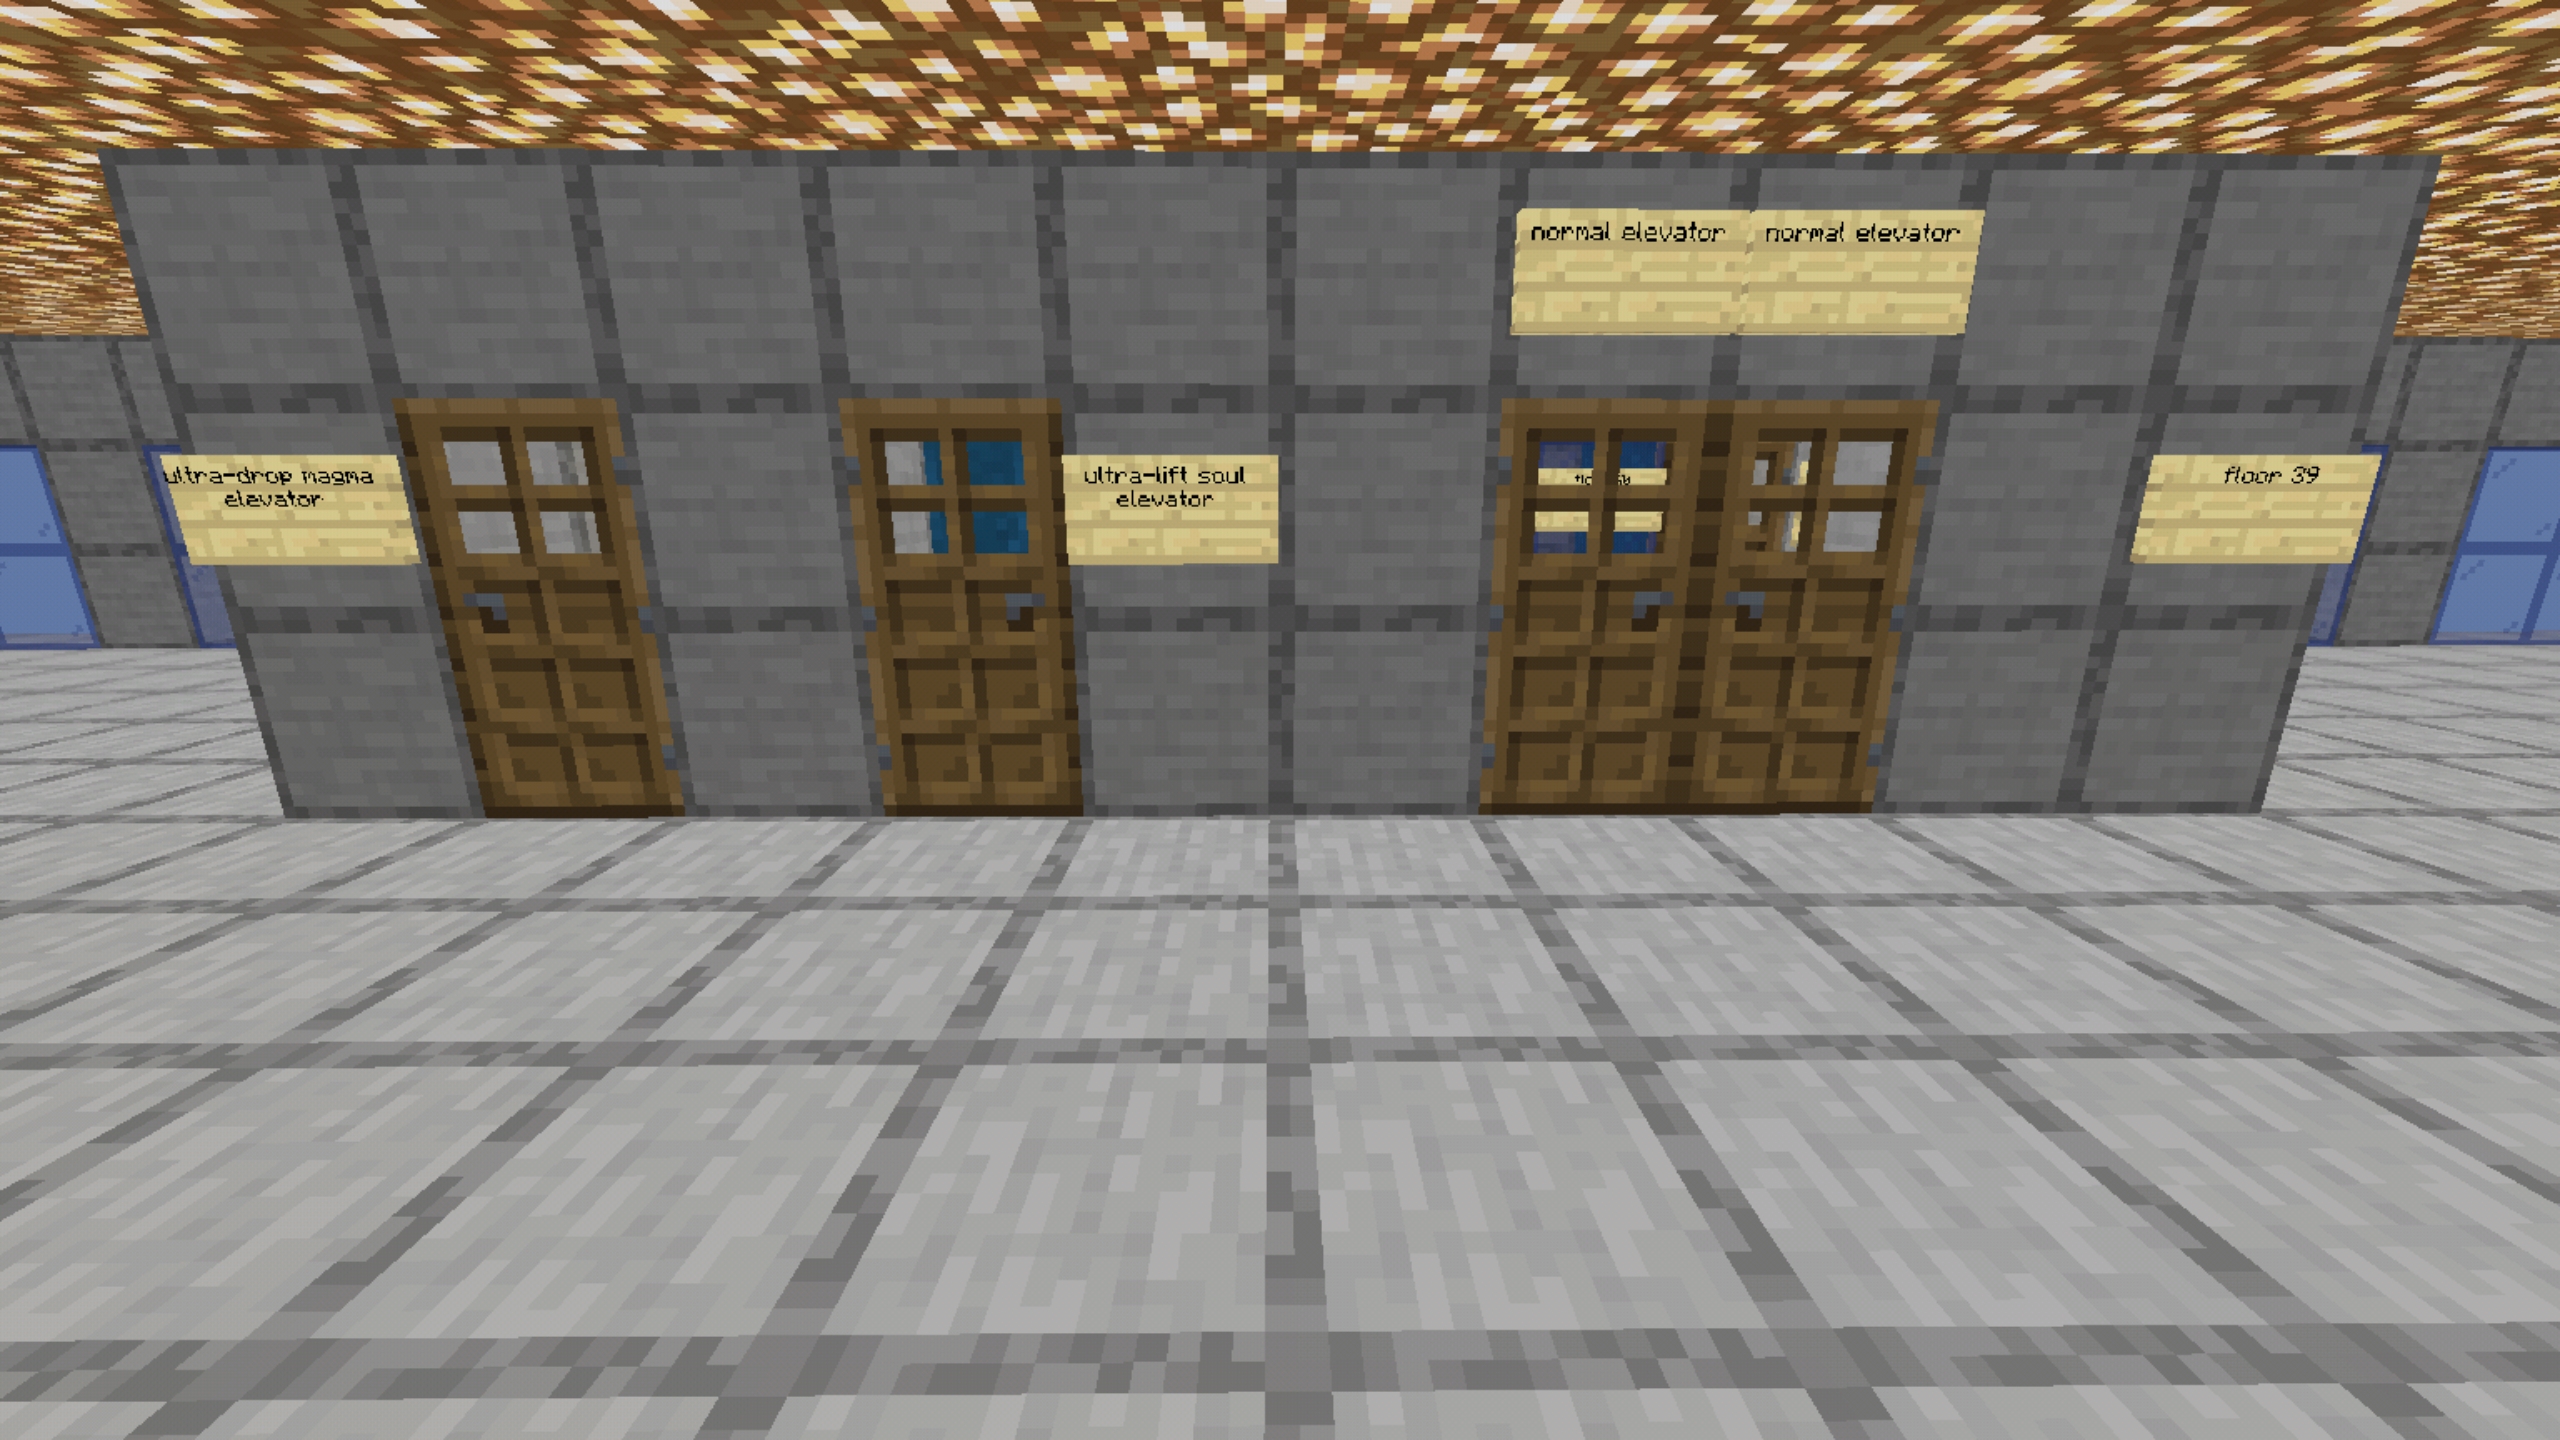 normal elevator
normal elevator
ultra-drop magma
elevator
ultra-lift soul
elevator
floor 39